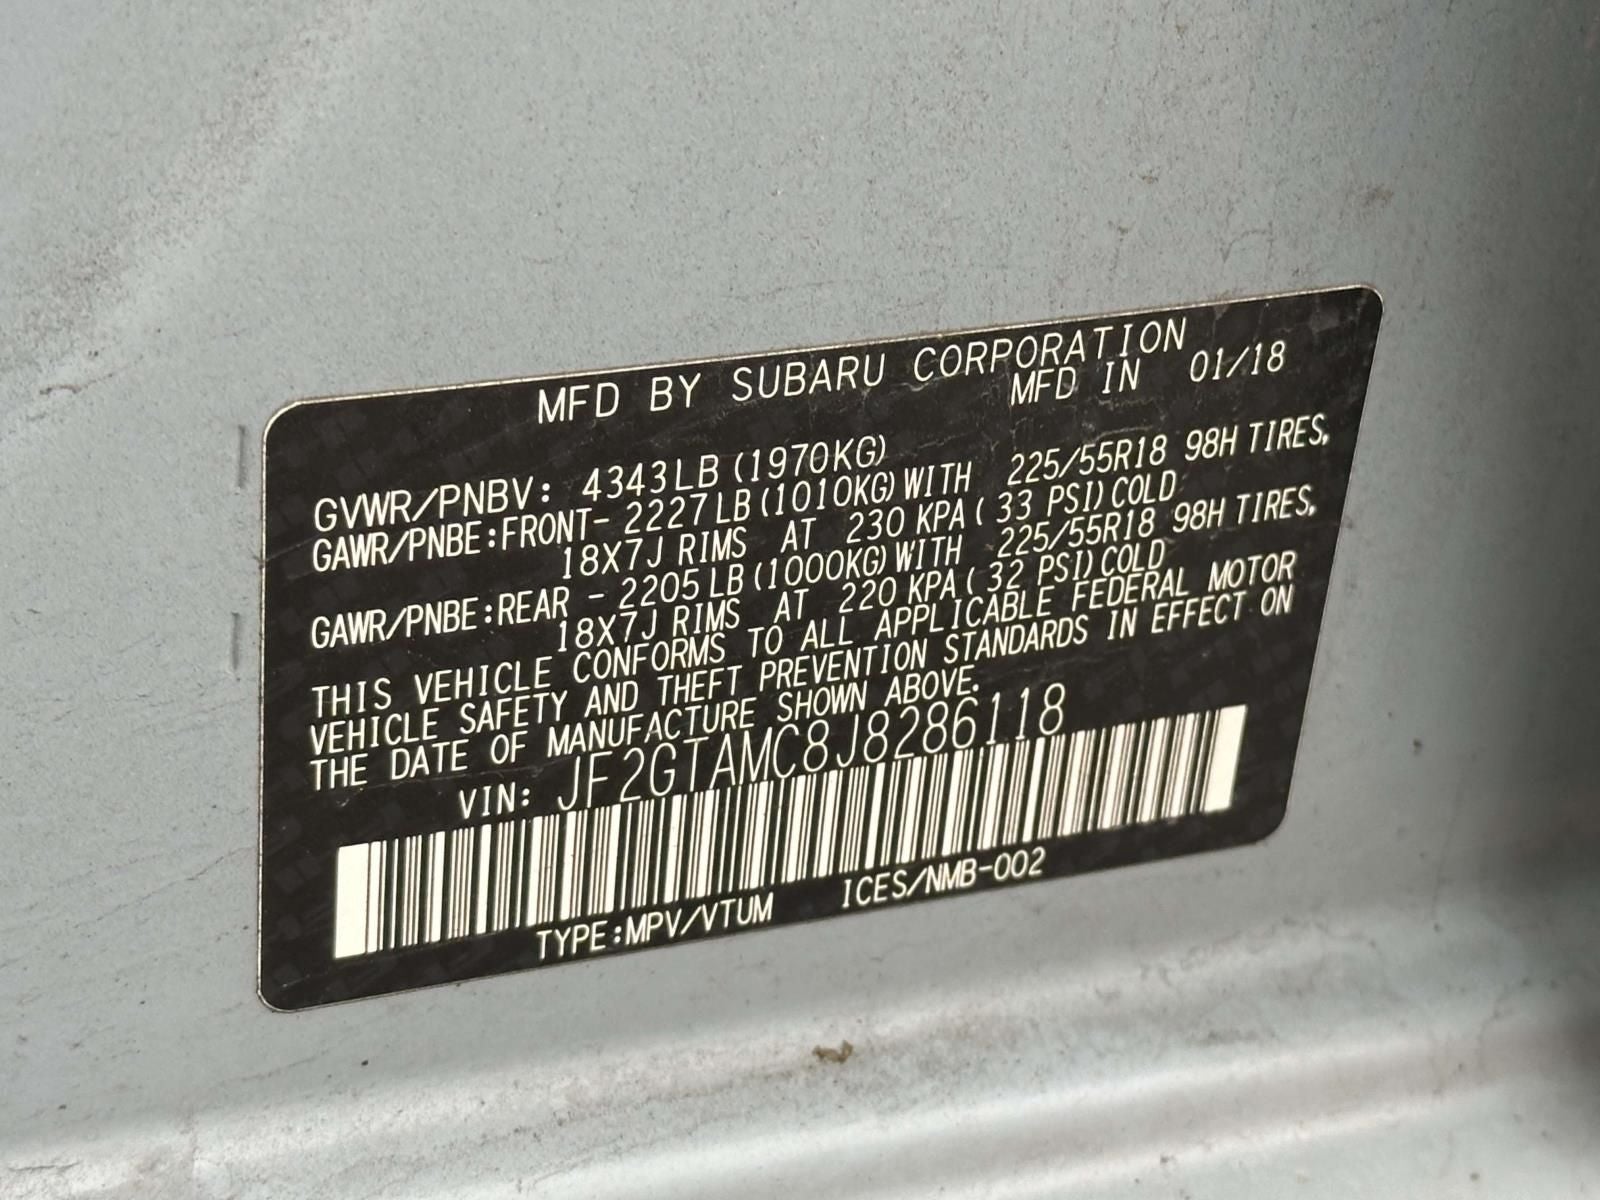 MFD BY SUBARU CORPORATION
MFD IN 01/18
GVWR/PNBV: 4343LB(1970KG)
GAWR/PNBE:FRONT- 2227LB(1010KG)WITH 225/55R18 98H TIRES,
18X7J RIMS AT 230 KPA( 33 PSI)COLD
GAWR/PNBE:REAR - 2205LB(1000KG)WITH 225/55R18 98H TIRES,
18X7J RIMS AT 220 KPA( 32 PSI)COLD
THIS VEHICLE CONFORMS TO ALL APPLICABLE FEDERAL MOTOR
VEHICLE SAFETY AND THEFT PREVENTION STANDARDS IN EFFECT ON
THE DATE OF MANUFACTURE SHOWN ABOVE.
VIN: JF2GTAMC8J8286118
TYPE:MPV/VTUM ICES/NMB-002